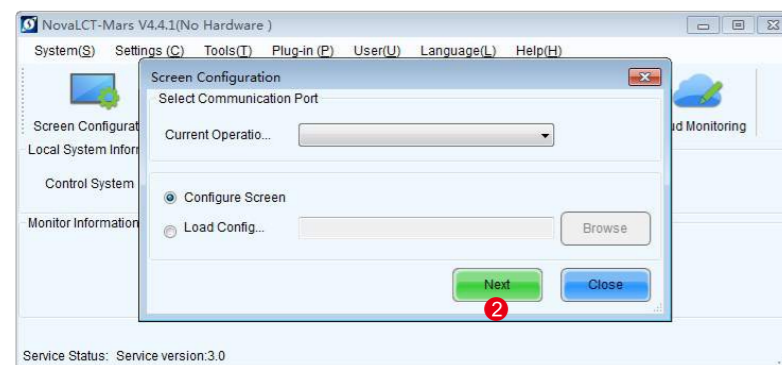 NovaLCT-Mars V4.4.1(No Hardware )
System(S) Settings (C) Tools(T) Plug-in (P) User(U) Language(L) Help(H)
Screen Configuration
Select Communication Port
Screen Configurat
ud Monitoring
Current Operatio...
Local System Inform
Control System
Configure Screen
Monitor Information
Load Config...
Browse
Next
Close
2
Service Status: Service version:3.0